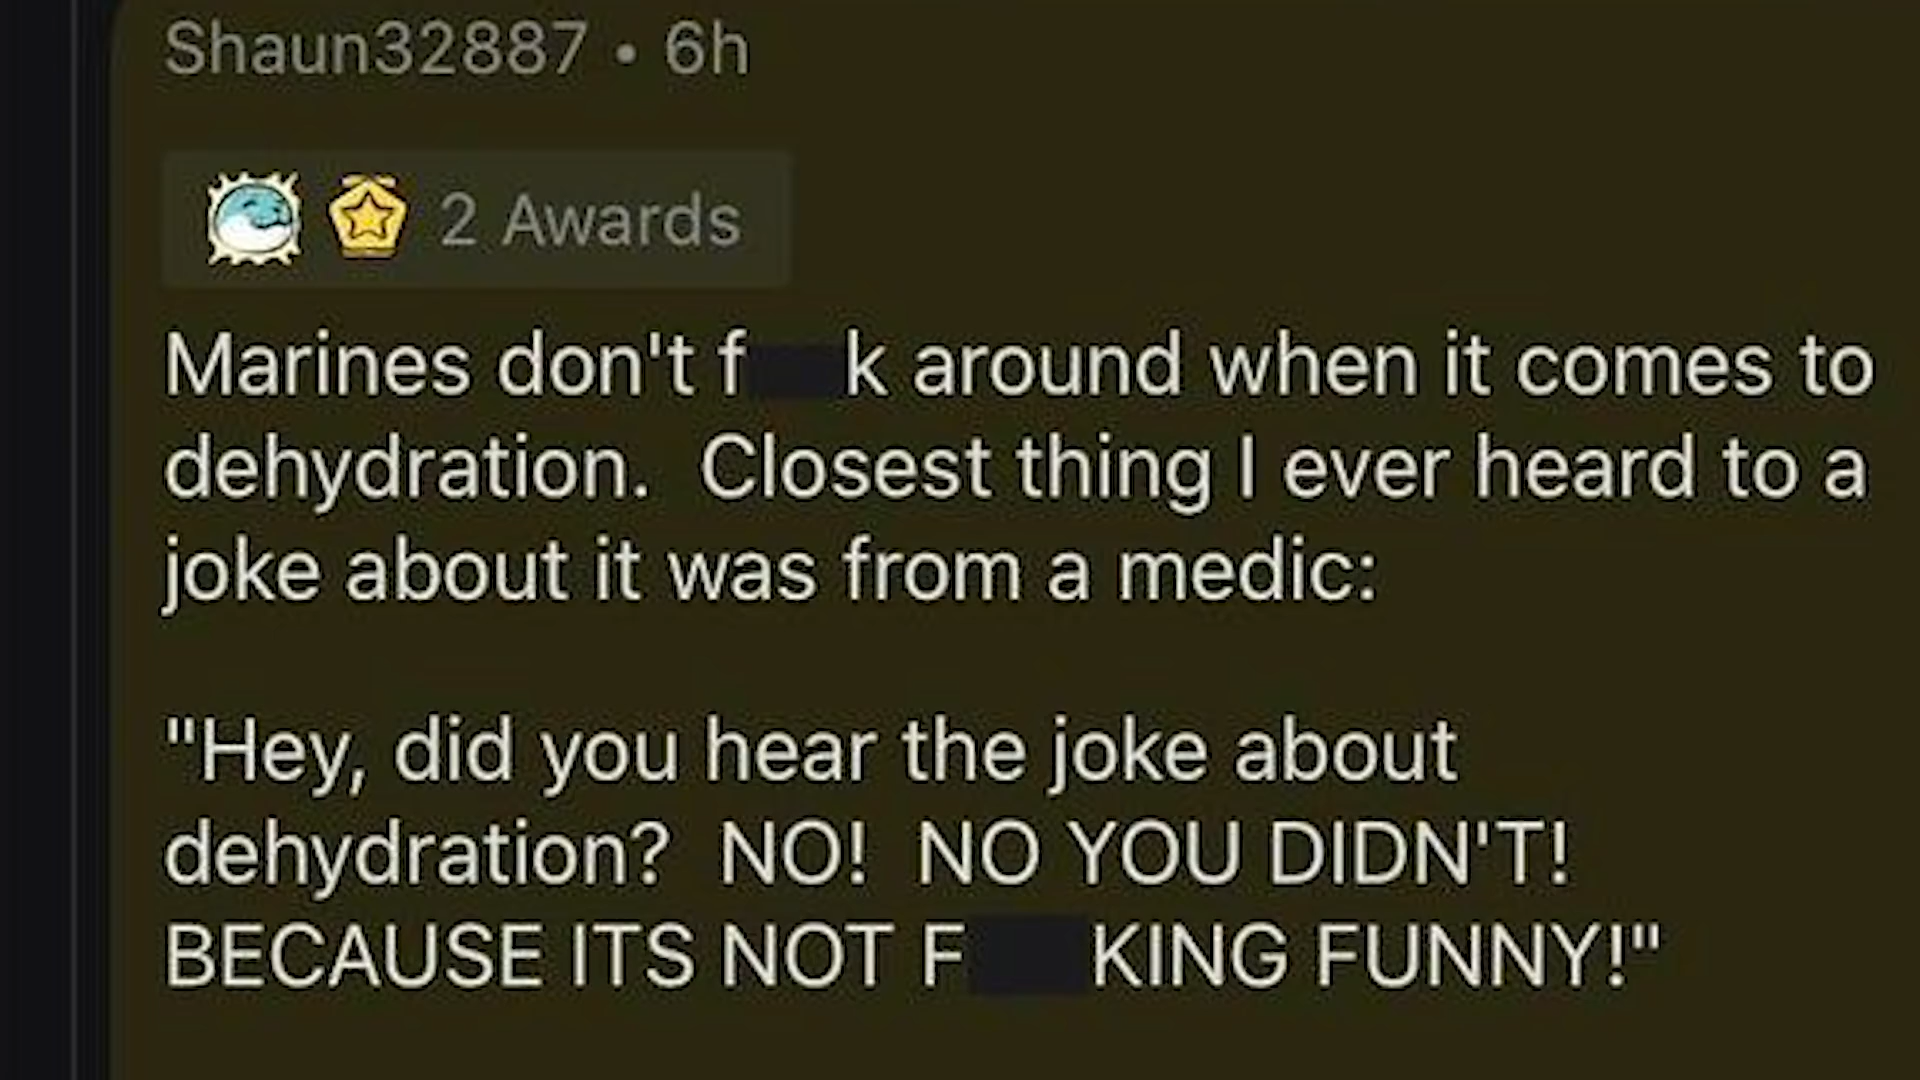 Shaun32887 • 6h
2 Awards
Marines don't f k around when it comes to
dehydration. Closest thing I ever heard to a
joke about it was from a medic:
"Hey, did you hear the joke about
dehydration? NO! NO YOU DIDN'T!
BECAUSE ITS NOT F KING FUNNY!"